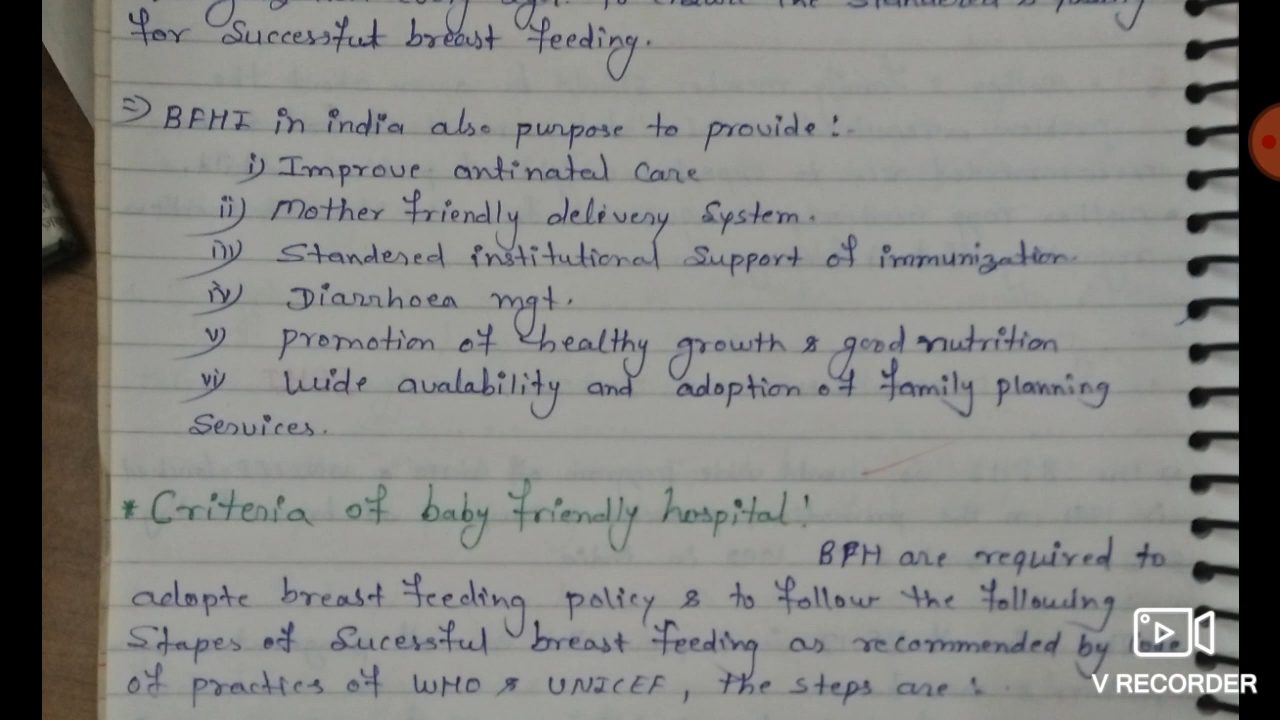 the standered &
for Successful breast feeding.
⇒ BFHI in india also purpose to provide :-
i) Improve antinatal Care
ii) Mother friendly delivery System.
iii) Standered institutional Support of immunization.
iv) Diarrhoea mgt.
v) promotion of healthy growth & good nutrition
vi) Wide avalability and adoption of family planning
Services.
* Criteria of baby friendly hospital:
BFH are required to
adopte breast feeding policy & to follow the following
Stapes of Sucessful breast feeding as recommended by
of practics of WHO & UNICEF, the steps are :
V RECORDER